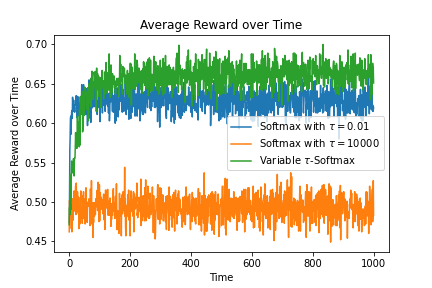 Average Reward over Time
Average Reward over Time
0.70
0.65
0.60
0.55
0.50
0.45
Softmax with τ = 0.01
Softmax with τ = 10000
Variable τ-Softmax
0 200 400 600 800 1000
Time